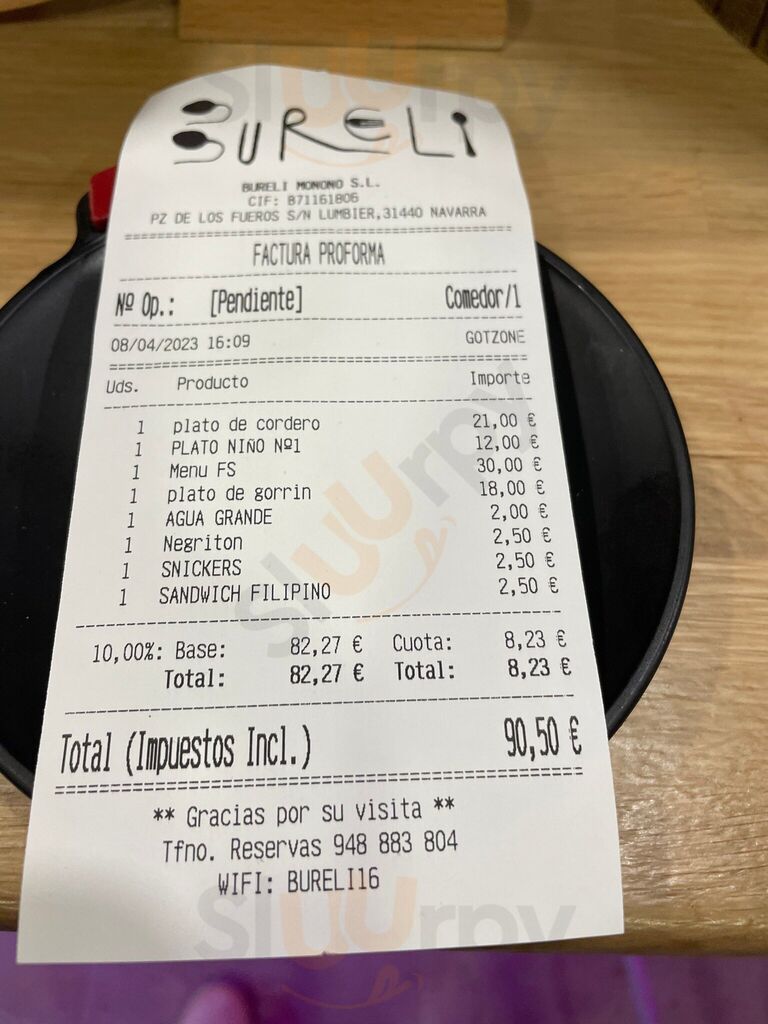 BURELI
BURELI MONONO S.L.
CIF: B71161806
PZ DE LOS FUEROS S/N LUMBIER,31440 NAVARRA
FACTURA PROFORMA
Nº Op.: [Pendiente] Comedor/1
08/04/2023 16:09 GOTZONE
Uds. Producto Importe
1 plato de cordero 21,00 €
1 PLATO NIÑO Nº1 12,00 €
1 Menu FS 30,00 €
1 plato de gorrin 18,00 €
1 AGUA GRANDE 2,00 €
1 Negriton 2,50 €
1 SNICKERS 2,50 €
1 SANDWICH FILIPINO 2,50 €
10,00%: Base: 82,27 € Cuota: 8,23 €
Total: 82,27 € Total: 8,23 €
Total (Impuestos Incl.) 90,50 €
** Gracias por su visita **
Tfno. Reservas 948 883 804
WIFI: BURELI16
sluurpy
sluurpy
sluurpy